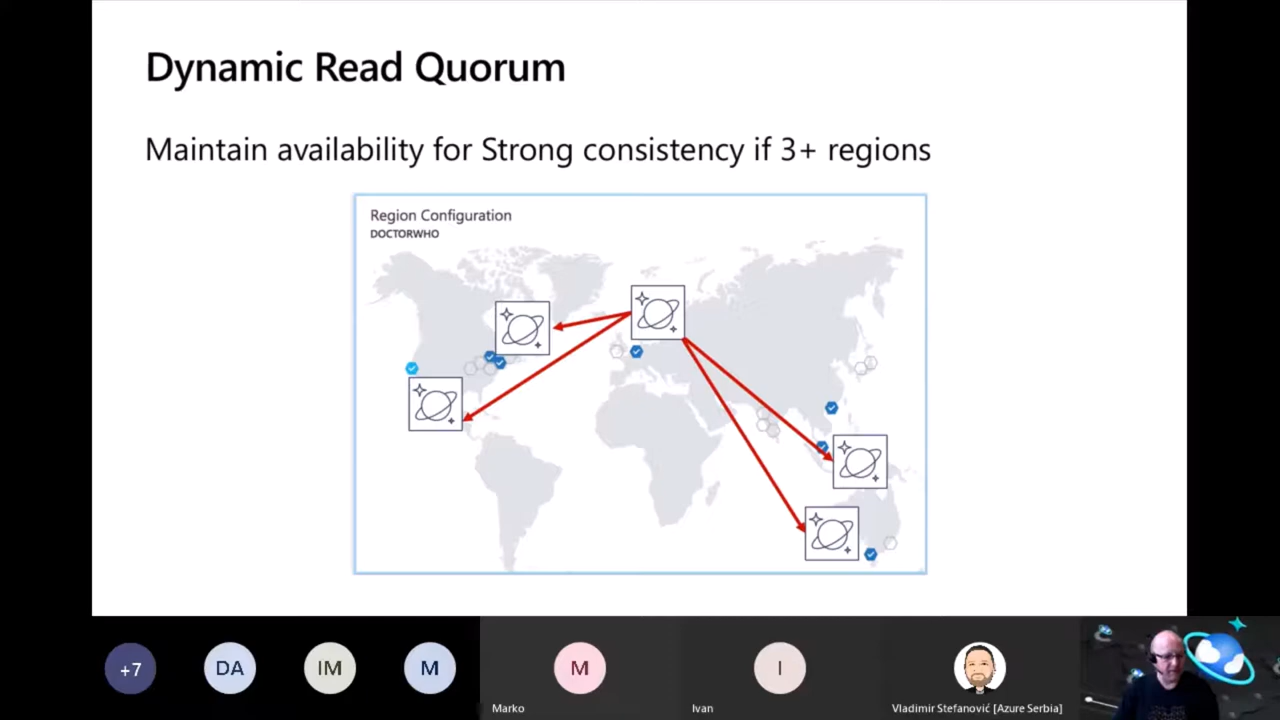 Dynamic Read Quorum
Maintain availability for Strong consistency if 3+ regions
Region Configuration
DOCTORWHO
+7
DA
IM
M
M
I
Marko
Ivan
Vladimir Stefanović [Azure Serbia]